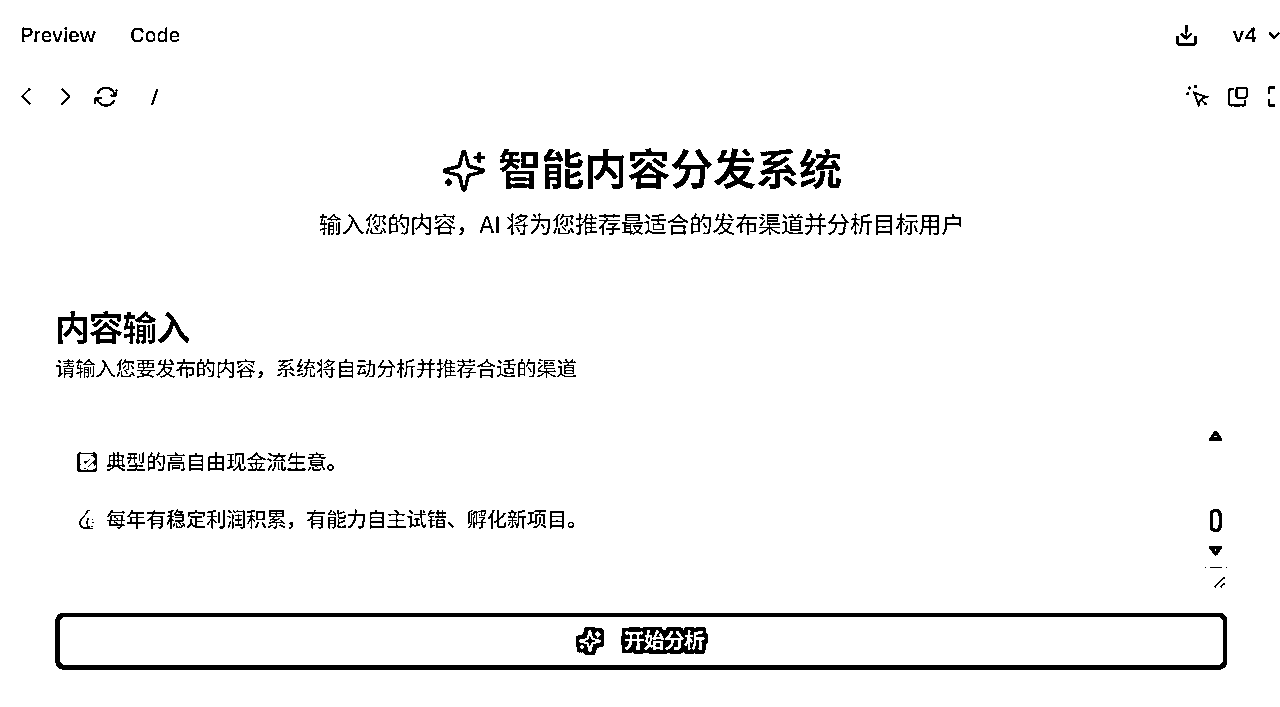 Preview Code
v4
/
智能内容分发系统
输入您的内容，AI 将为您推荐最适合的发布渠道并分析目标用户
内容输入
请输入您要发布的内容，系统将自动分析并推荐合适的渠道
典型的高自由现金流生意。
每年有稳定利润积累，有能力自主试错、孵化新项目。
开始分析